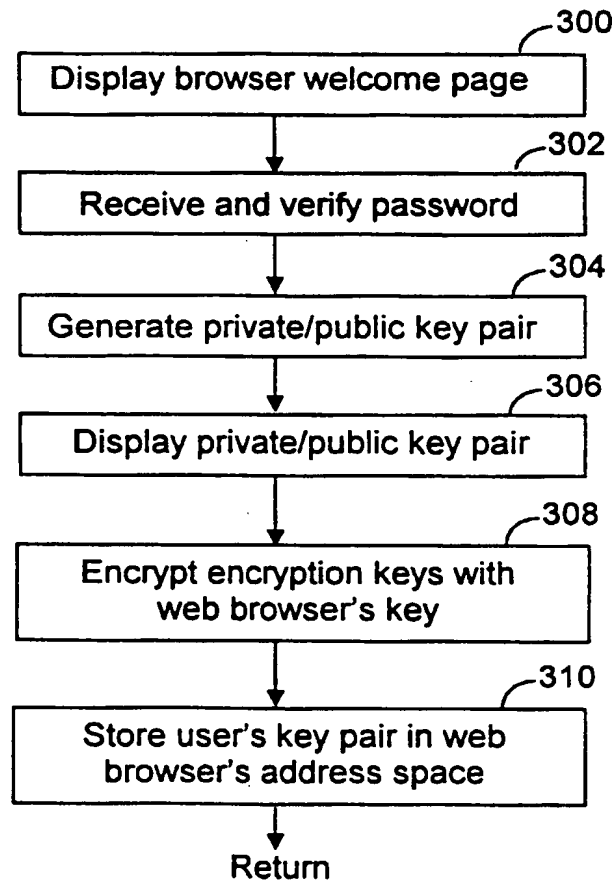 300
Display browser welcome page
302
Receive and verify password
304
Generate private/public key pair
306
Display private/public key pair
308
Encrypt encryption keys with
web browser's key
310
Store user's key pair in web
browser's address space
Return